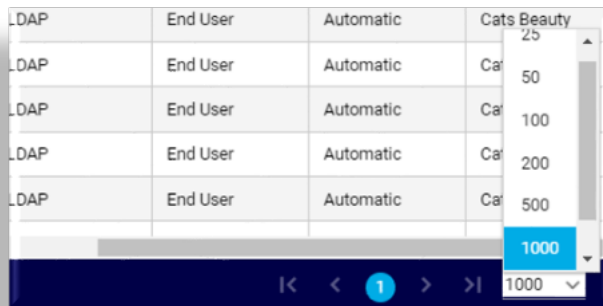 LDAP End User Automatic Cats Beauty
25
LDAP End User Automatic
50
LDAP End User Automatic
100
LDAP End User Automatic
200
LDAP End User Automatic
500
1000
1 1000